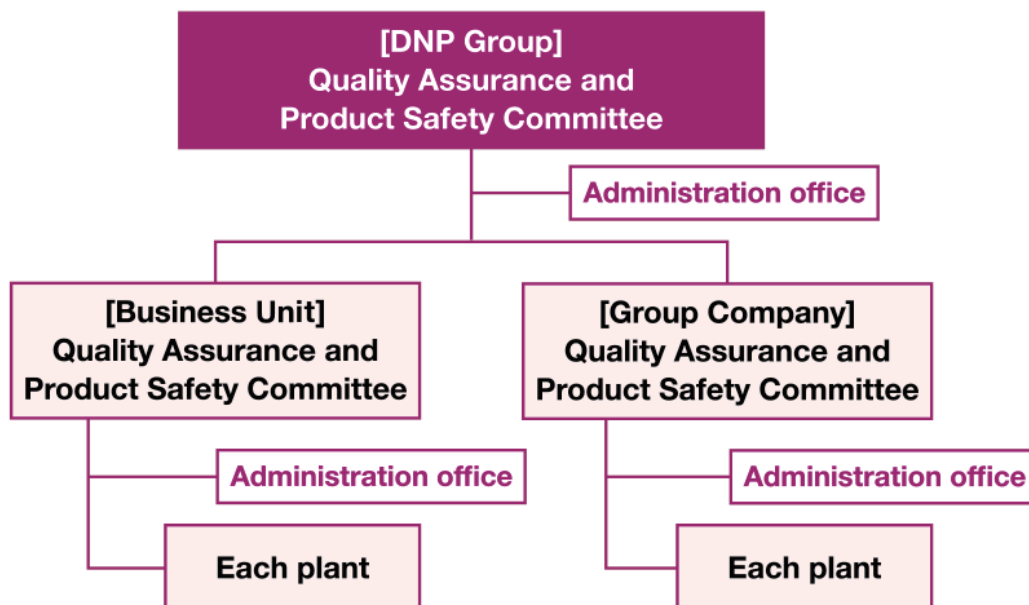 [DNP Group]
Quality Assurance and
Product Safety Committee
Administration office
[Business Unit]
Quality Assurance and
Product Safety Committee
Administration office
Each plant
[Group Company]
Quality Assurance and
Product Safety Committee
Administration office
Each plant